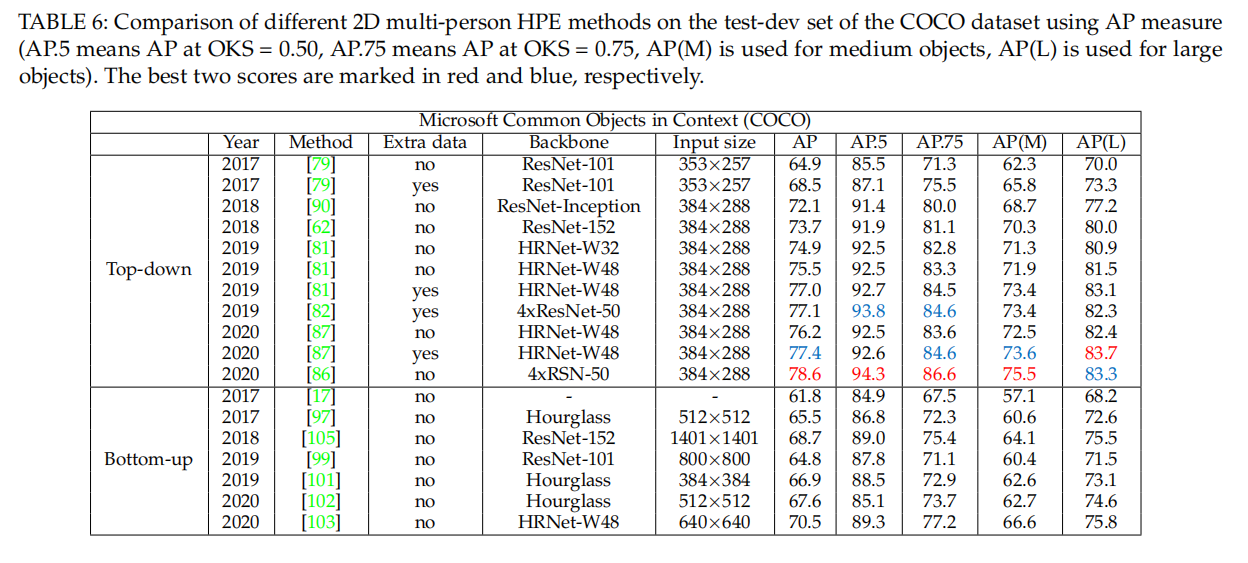 TABLE 6: Comparison of different 2D multi-person HPE methods on the test-dev set of the COCO dataset using AP measure
(AP.5 means AP at OKS = 0.50, AP.75 means AP at OKS = 0.75, AP(M) is used for medium objects, AP(L) is used for large
objects). The best two scores are marked in red and blue, respectively.
Microsoft Common Objects in Context (COCO)
Year Method Extra data Backbone Input size AP AP.5 AP.75 AP(M) AP(L)
2017 [79] no ResNet-101 353×257 64.9 85.5 71.3 62.3 70.0
2017 [79] yes ResNet-101 353×257 68.5 87.1 75.5 65.8 73.3
2018 [90] no ResNet-Inception 384×288 72.1 91.4 80.0 68.7 77.2
2018 [62] no ResNet-152 384×288 73.7 91.9 81.1 70.3 80.0
2019 [81] no HRNet-W32 384×288 74.9 92.5 82.8 71.3 80.9
Top-down 2019 [81] no HRNet-W48 384×288 75.5 92.5 83.3 71.9 81.5
2019 [81] yes HRNet-W48 384×288 77.0 92.7 84.5 73.4 83.1
2019 [82] yes 4xResNet-50 384×288 77.1 93.8 84.6 73.4 82.3
2020 [87] no HRNet-W48 384×288 76.2 92.5 83.6 72.5 82.4
2020 [87] yes HRNet-W48 384×288 77.4 92.6 84.6 73.6 83.7
2020 [86] no 4xRSN-50 384×288 78.6 94.3 86.6 75.5 83.3
2017 [17] no - - 61.8 84.9 67.5 57.1 68.2
2017 [97] no Hourglass 512×512 65.5 86.8 72.3 60.6 72.6
2018 [105] no ResNet-152 1401×1401 68.7 89.0 75.4 64.1 75.5
Bottom-up 2019 [99] no ResNet-101 800×800 64.8 87.8 71.1 60.4 71.5
2019 [101] no Hourglass 384×384 66.9 88.5 72.9 62.6 73.1
2020 [102] no Hourglass 512×512 67.6 85.1 73.7 62.7 74.6
2020 [103] no HRNet-W48 640×640 70.5 89.3 77.2 66.6 75.8